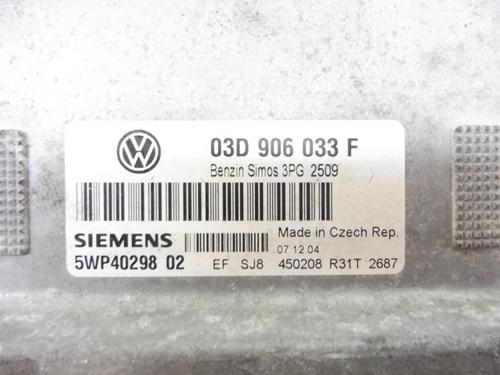 03D 906 033 F
Benzin Simos 3PG 2509
SIEMENS
Made in Czech Rep.
07.12.04
5WP40298 02 EF SJ8 450208 R31T 2687